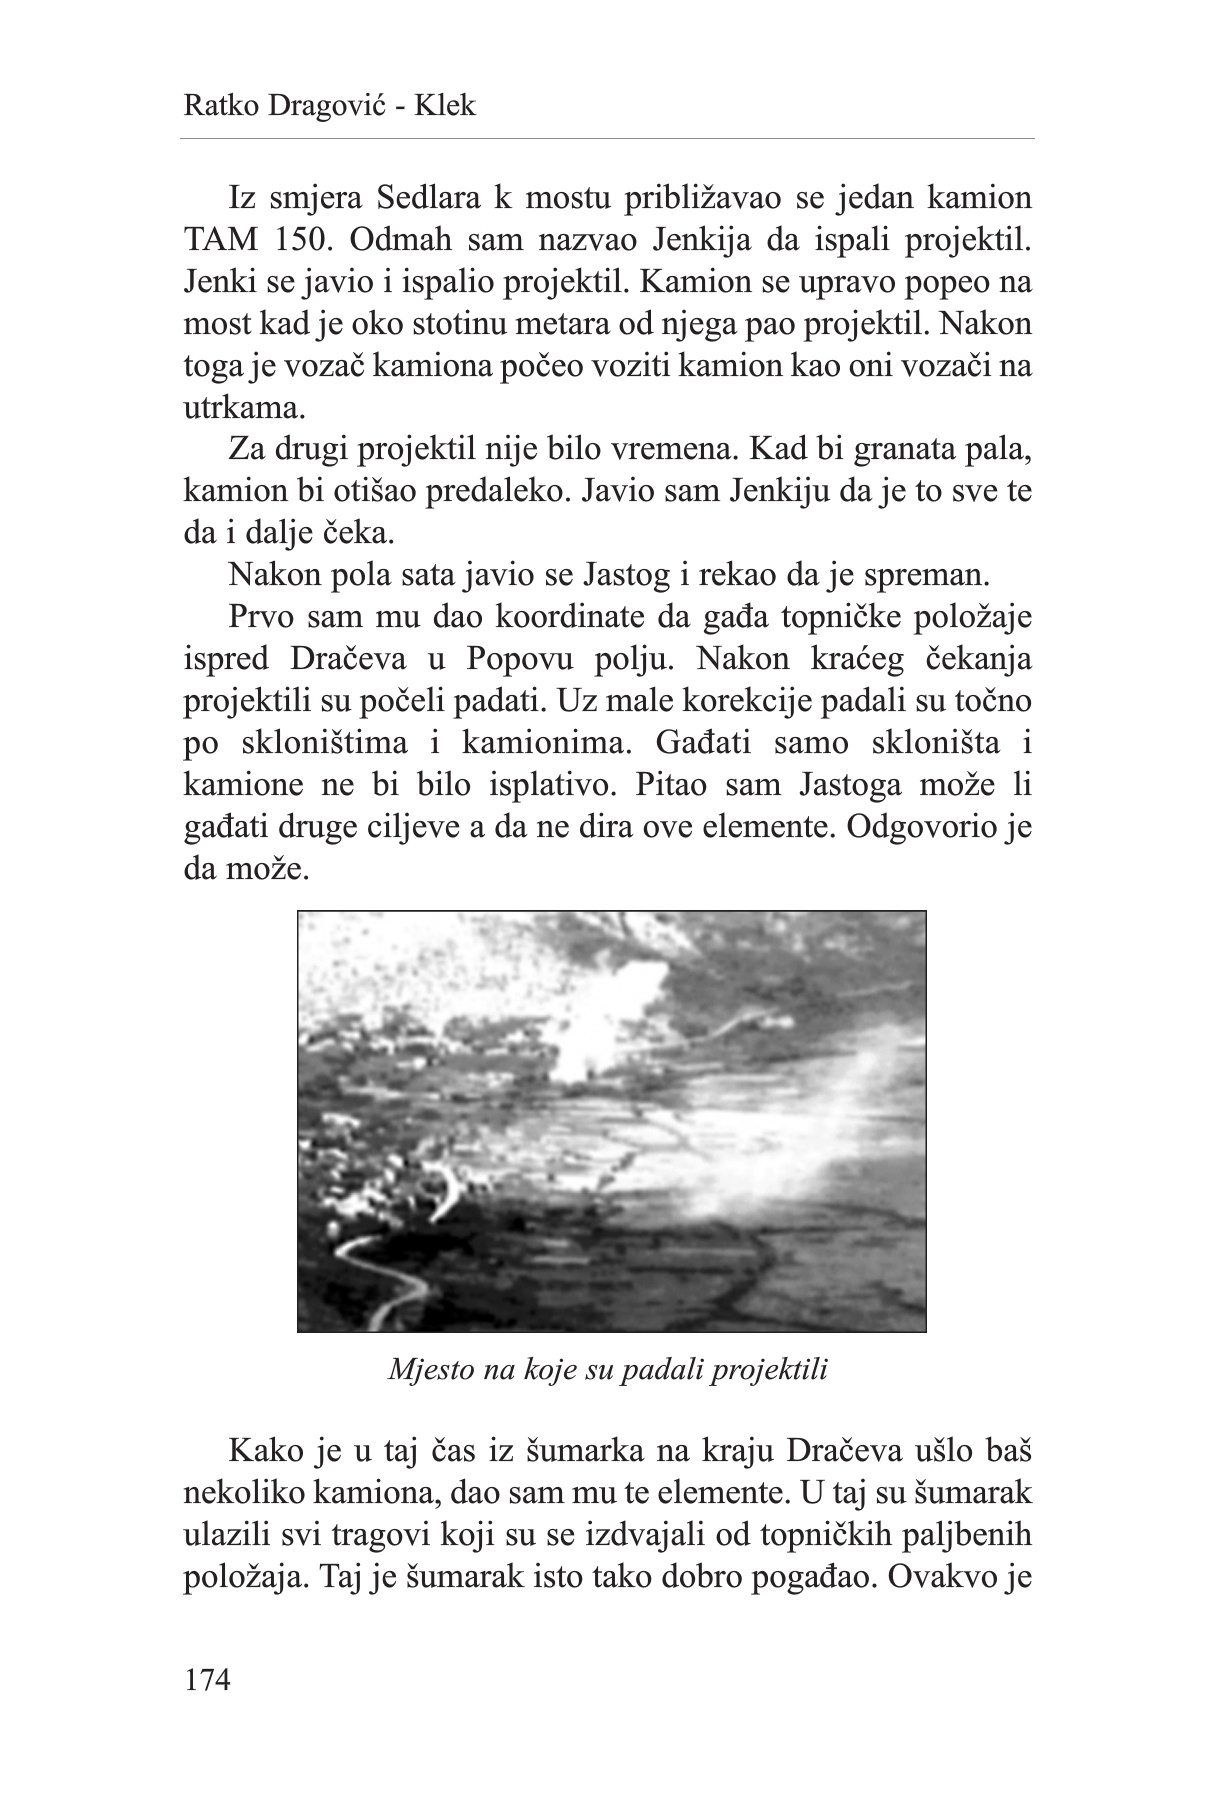 Ratko Dragović - Klek
Iz smjera Sedlara k mostu približavao se jedan kamion
TAM 150. Odmah sam nazvao Jenkija da ispali projektil.
Jenki se javio i ispalio projektil. Kamion se upravo popeo na
most kad je oko stotinu metara od njega pao projektil. Nakon
toga je vozač kamiona počeo voziti kamion kao oni vozači na
utrkama.
Za drugi projektil nije bilo vremena. Kad bi granata pala,
kamion bi otišao predaleko. Javio sam Jenkiju da je to sve te
da i dalje čeka.
Nakon pola sata javio se Jastog i rekao da je spreman.
Prvo sam mu dao koordinate da gađa topničke položaje
ispred Dračeva u Popovu polju. Nakon kraćeg čekanja
projektili su počeli padati. Uz male korekcije padali su točno
po skloništima i kamionima. Gađati samo skloništa i
kamione ne bi bilo isplativo. Pitao sam Jastoga može li
gađati druge ciljeve a da ne dira ove elemente. Odgovorio je
da može.
Mjesto na koje su padali projektili
Kako je u taj čas iz šumarka na kraju Dračeva ušlo baš
nekoliko kamiona, dao sam mu te elemente. U taj su šumarak
ulazili svi tragovi koji su se izdvajali od topničkih paljbenih
položaja. Taj je šumarak isto tako dobro pogađao. Ovakvo je
174